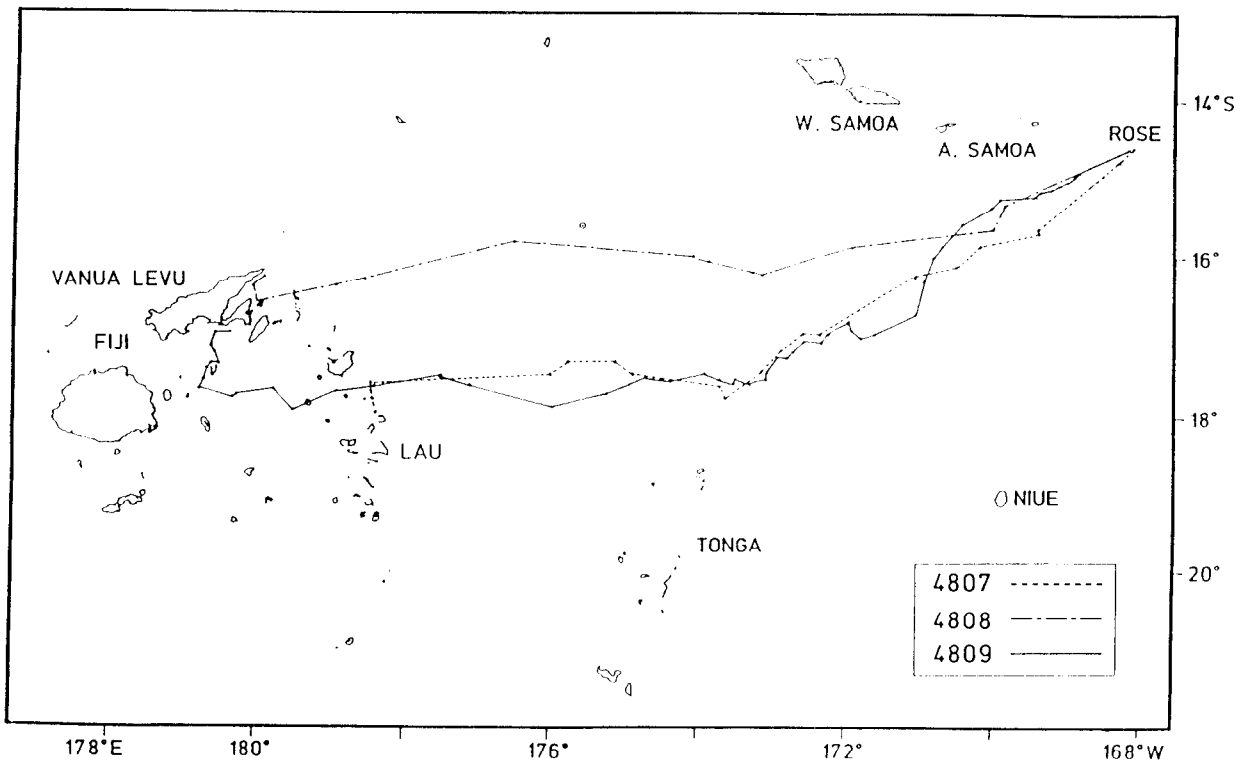 14°S
W. SAMOA
A. SAMOA
ROSE
16°
VANUA LEVU
FIJI
18°
LAU
NIUE
TONGA
20°
4807
4808
4809
178°E
180°
176°
172°
168°W